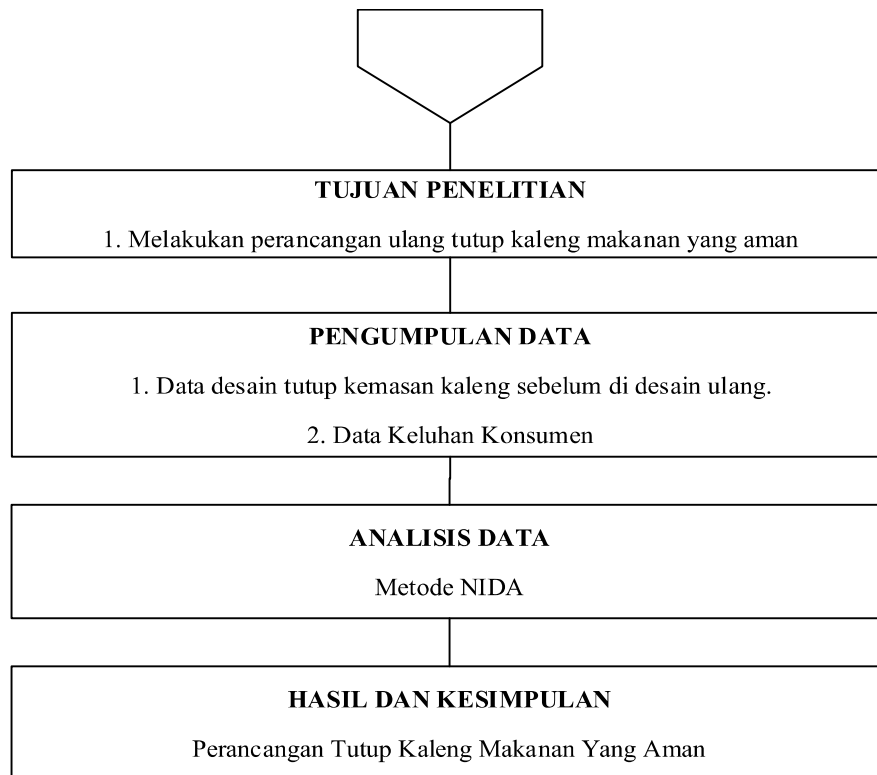 TUJUAN PENELITIAN
1. Melakukan perancangan ulang tutup kaleng makanan yang aman
PENGUMPULAN DATA
1. Data desain tutup kemasan kaleng sebelum di desain ulang.
2. Data Keluhan Konsumen
ANALISIS DATA
Metode NIDA
HASIL DAN KESIMPULAN
Perancangan Tutup Kaleng Makanan Yang Aman